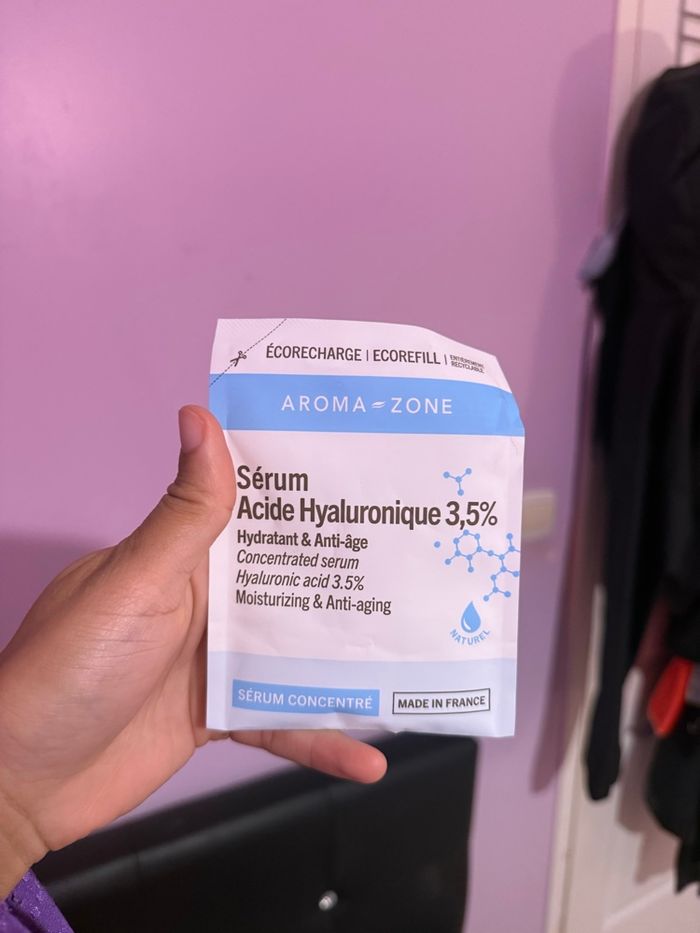 ÉCORECHARGE | ECOREFILL | ENTIÈREMENT RECYCLABLE
AROMA ZONE
Sérum
Acide Hyaluronique 3,5%
Hydratant & Anti-âge
Concentrated serum
Hyaluronic acid 3.5%
Moisturizing & Anti-aging
NATUREL
SÉRUM CONCENTRÉ
MADE IN FRANCE